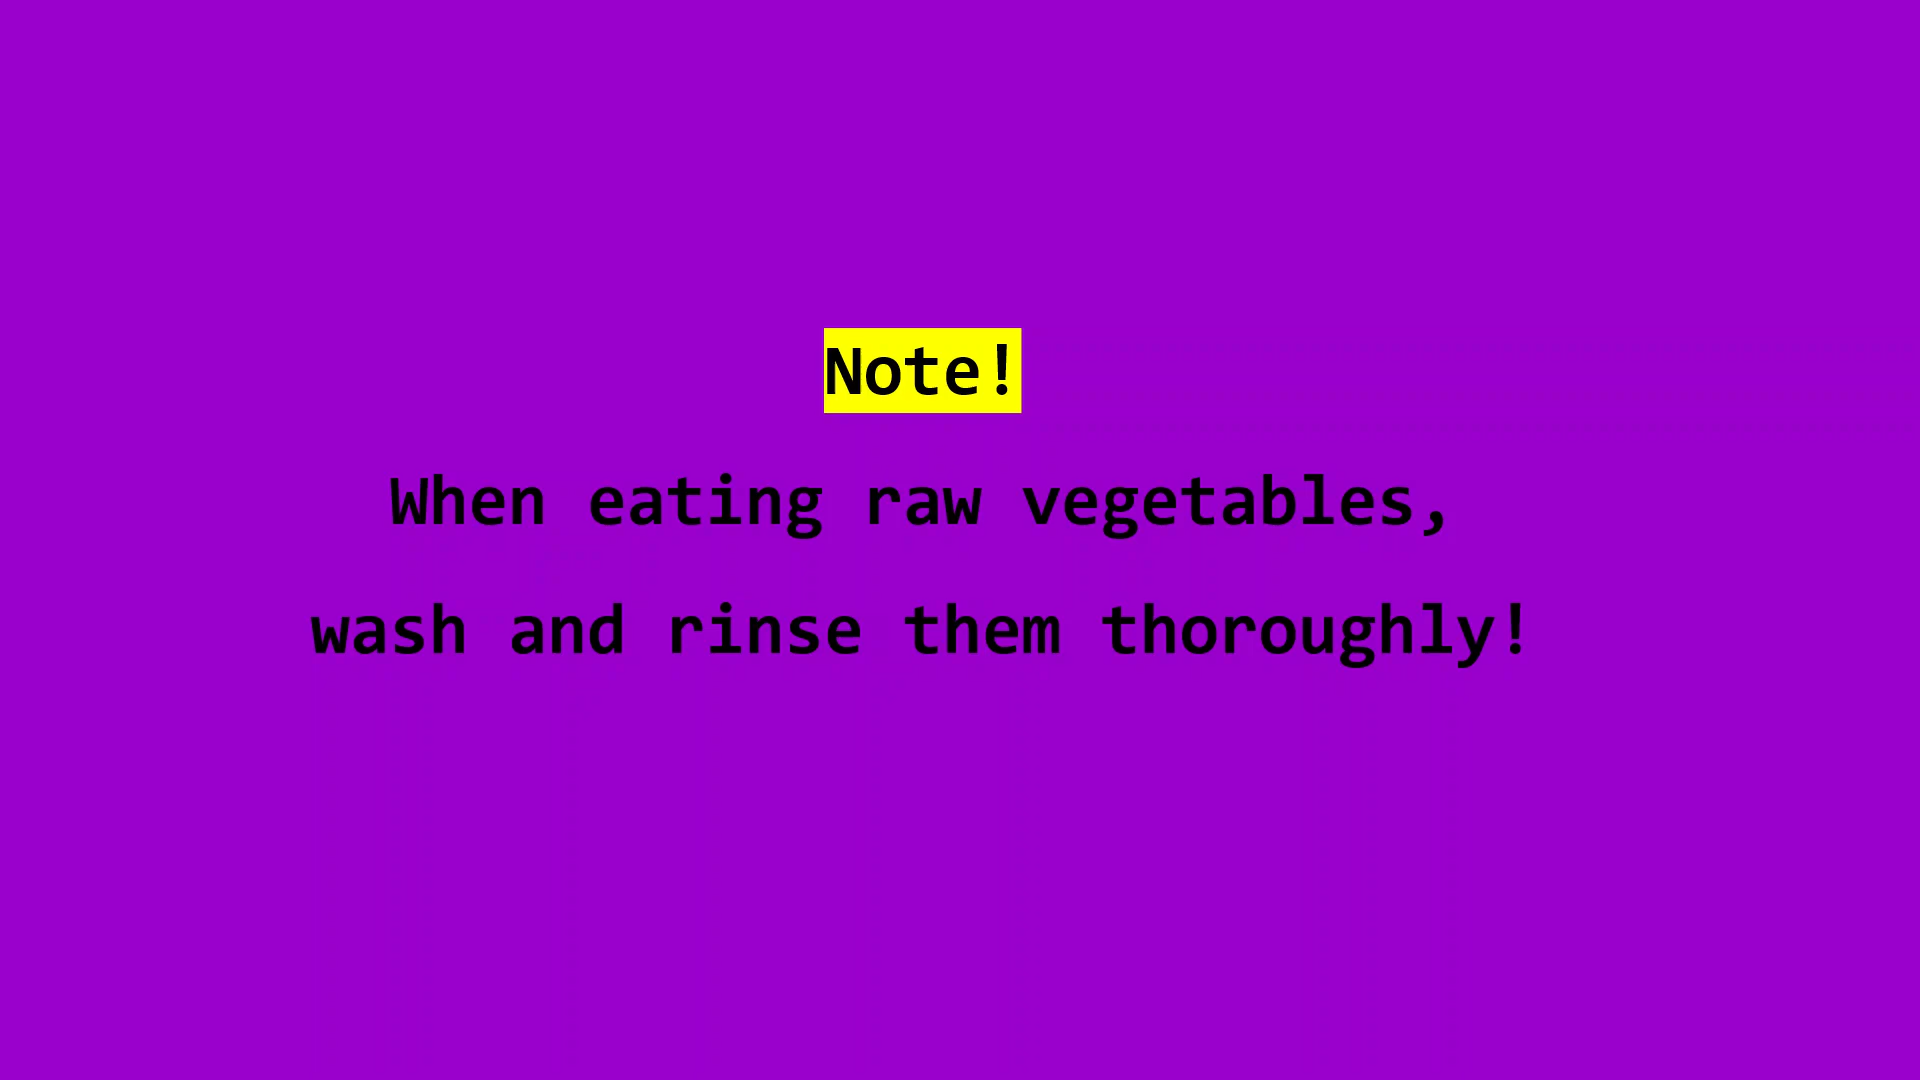 Note!
When eating raw vegetables,
wash and rinse them thoroughly!